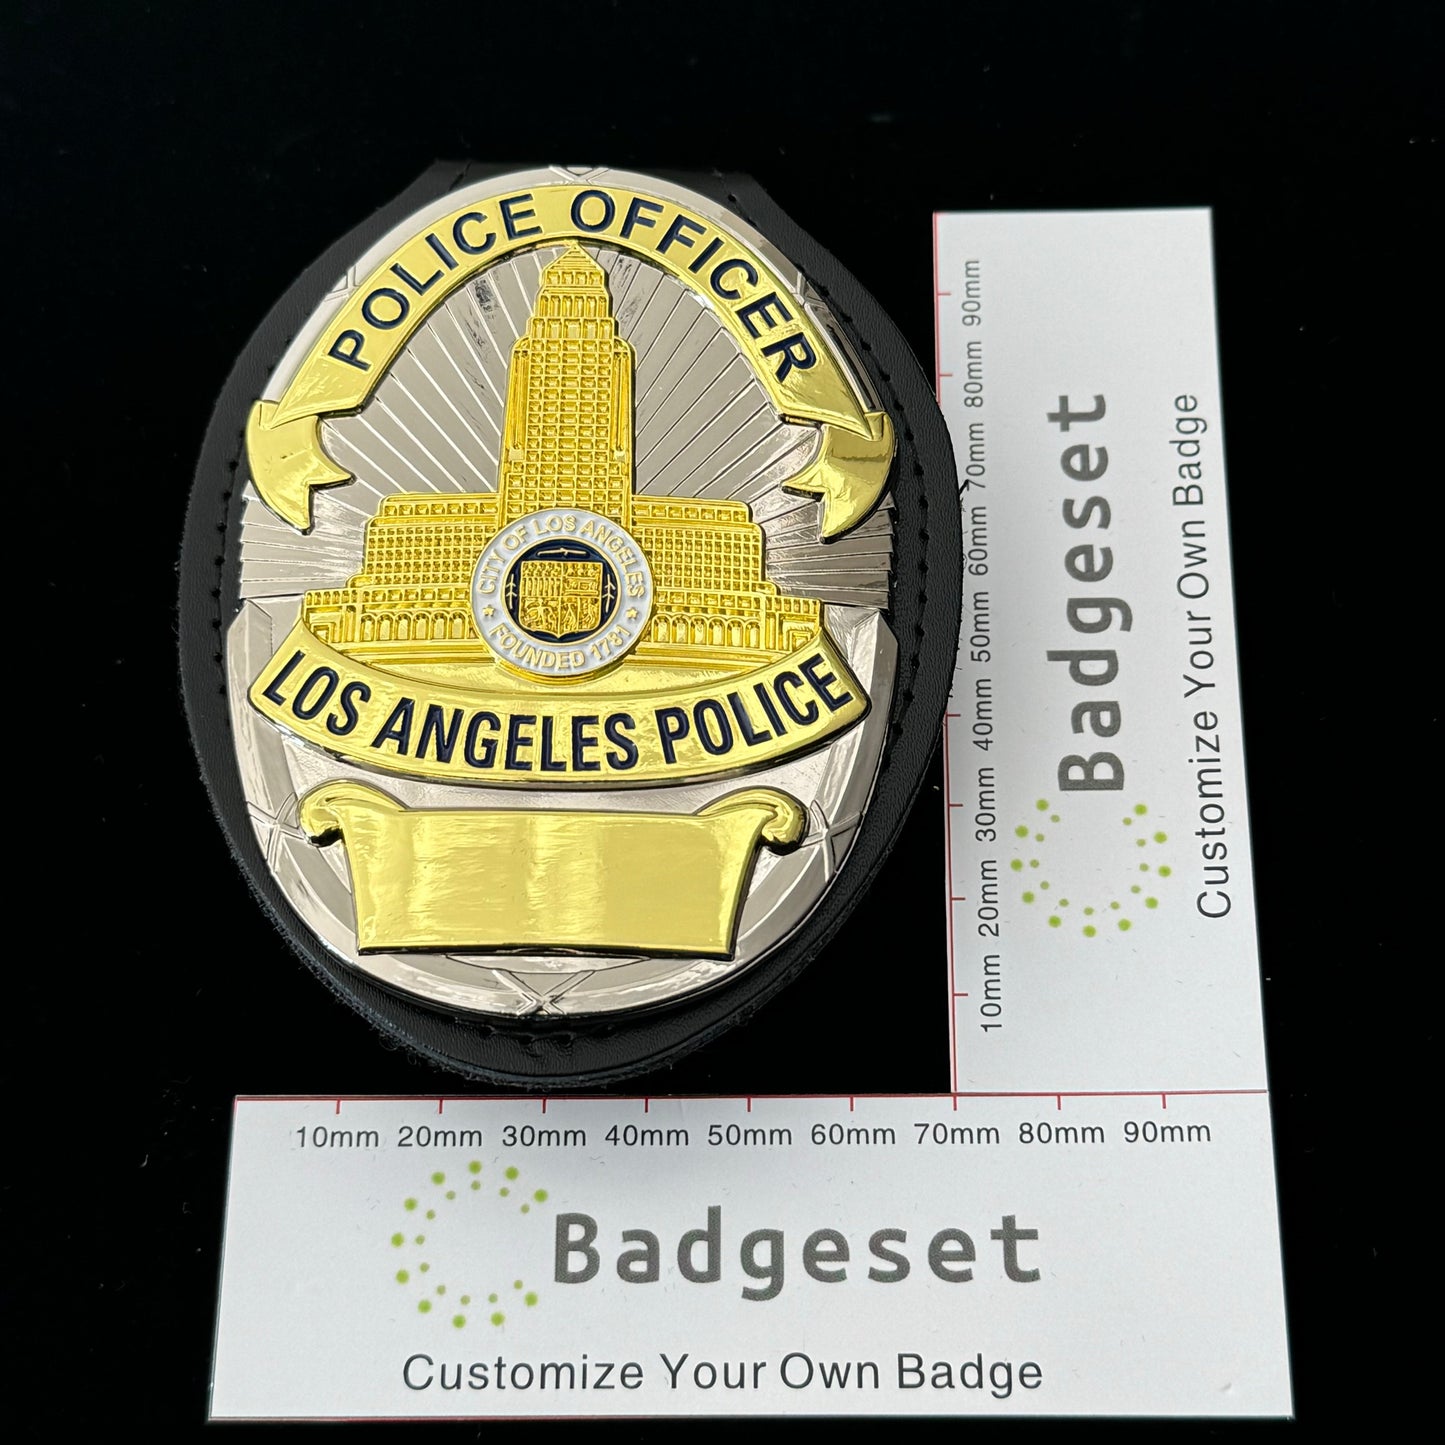 POLICE OFFICER
CITY OF LOS ANGELES
FOUNDED 1781
LOS ANGELES POLICE
90mm
80mm
70mm
60mm
50mm
40mm
30mm
20mm
10mm
Badgeset
Customize Your Own Badge
10mm 20mm 30mm 40mm 50mm 60mm 70mm 80mm 90mm
Badgeset
Customize Your Own Badge